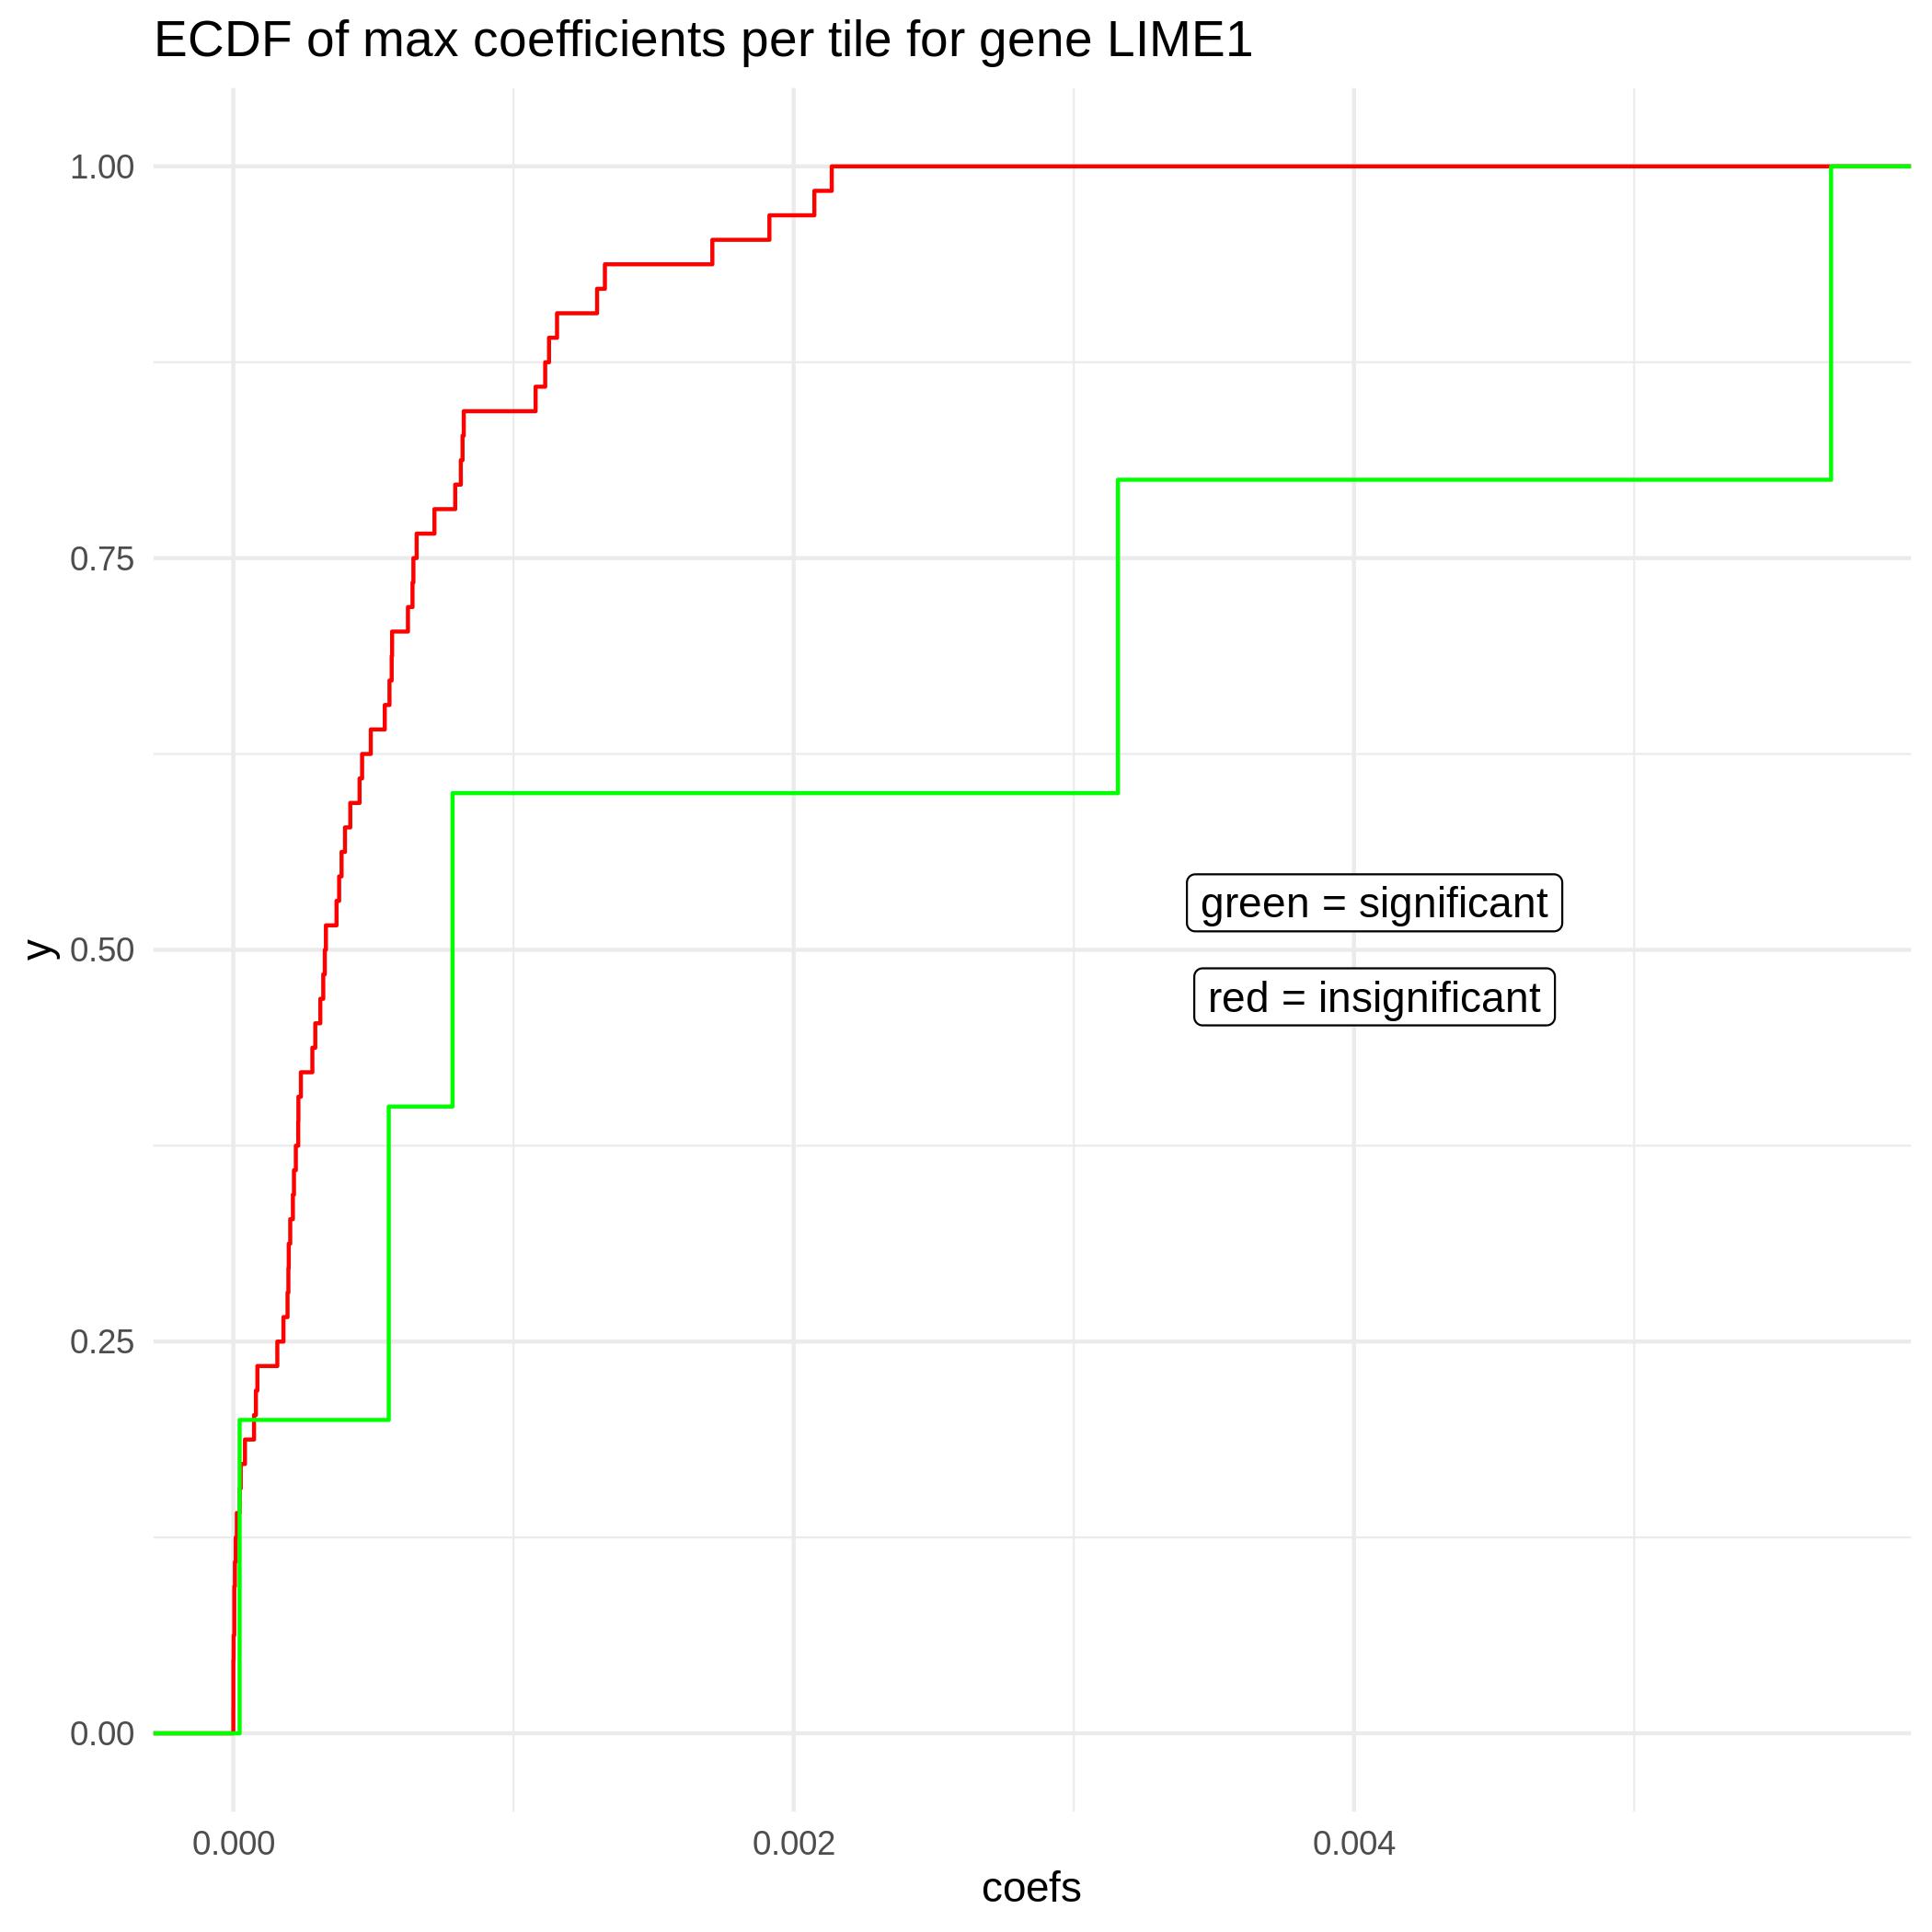 ECDF of max coefficients per tile for gene LIME1
1.00
0.75
0.50
0.25
0.00
y
green = significant
red = insignificant
0.000 0.002 0.004
coefs